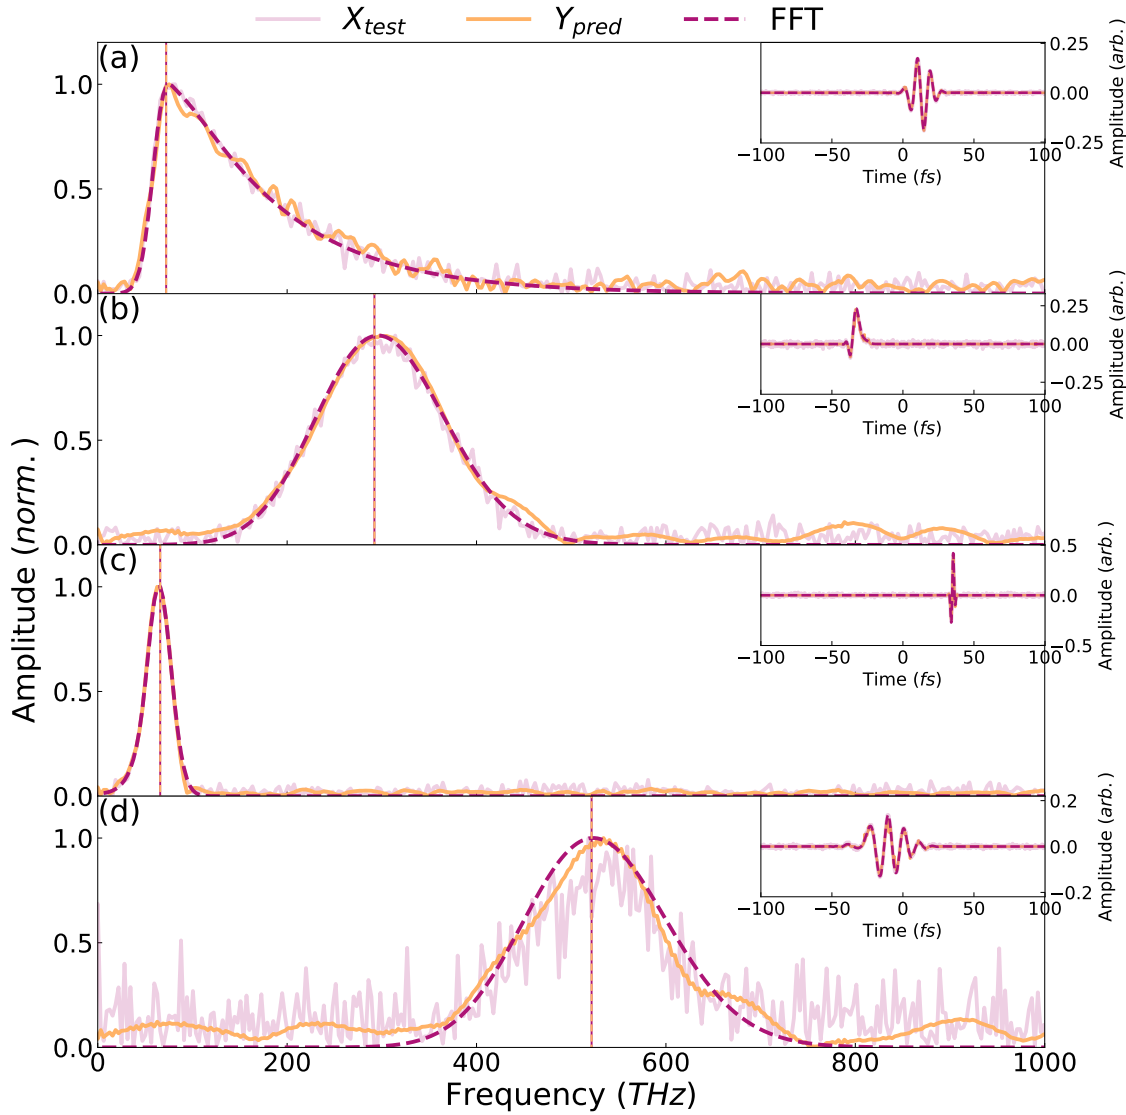 X_test Y_pred FFT
(a)
1.0
0.5
0.0
0.25
0.00
−0.25
Amplitude (arb.)
−100 −50 0 50 100
Time (fs)
(b)
1.0
0.5
0.0
0.25
0.00
−0.25
Amplitude (arb.)
−100 −50 0 50 100
Time (fs)
(c)
1.0
0.5
0.0
0.5
0.0
−0.5
Amplitude (arb.)
−100 −50 0 50 100
Time (fs)
(d)
1.0
0.5
0.0
0.2
0.0
−0.2
Amplitude (arb.)
−100 −50 0 50 100
Time (fs)
Amplitude (norm.)
0 200 400 600 800 1000
Frequency (THz)